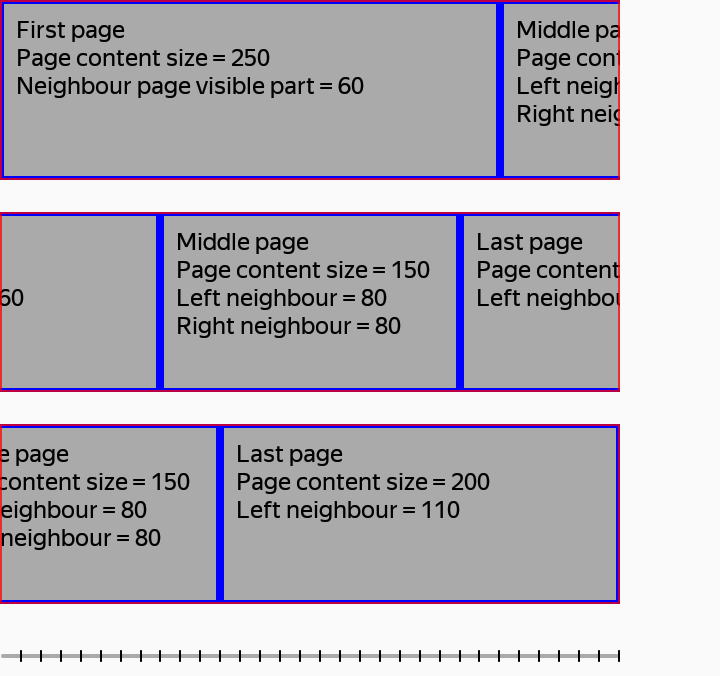 First page
Page content size = 250
Neighbour page visible part = 60
Middle pa
Page cont
Left neigh
Right neig
60
Middle page
Page content size = 150
Left neighbour = 80
Right neighbour = 80
Last page
Page content
Left neighbou
e page
content size = 150
eighbour = 80
neighbour = 80
Last page
Page content size = 200
Left neighbour = 110